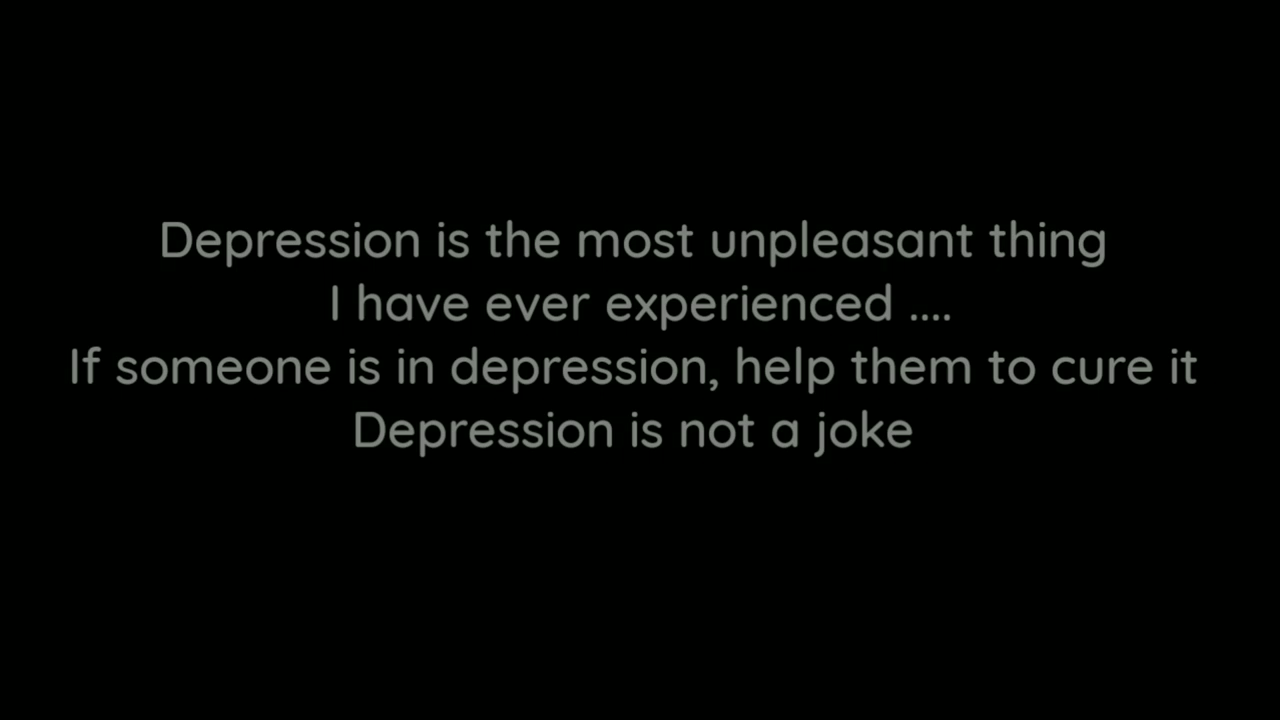 Depression is the most unpleasant thing
I have ever experienced ....
If someone is in depression, help them to cure it
Depression is not a joke